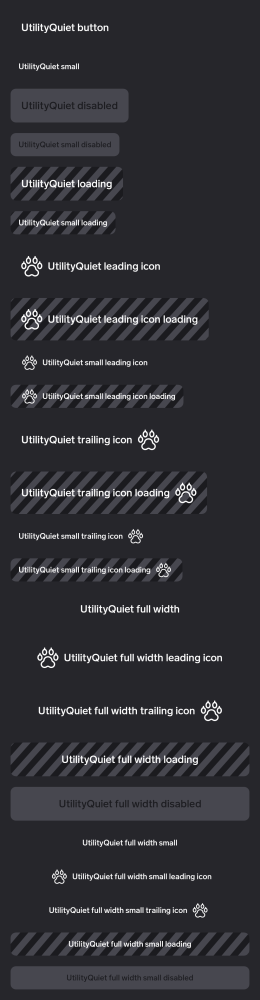 UtilityQuiet button
UtilityQuiet small
UtilityQuiet disabled
UtilityQuiet small disabled
UtilityQuiet loading
UtilityQuiet small loading
UtilityQuiet leading icon
UtilityQuiet leading icon loading
UtilityQuiet small leading icon
UtilityQuiet small leading icon loading
UtilityQuiet trailing icon
UtilityQuiet trailing icon loading
UtilityQuiet small trailing icon
UtilityQuiet small trailing icon loading
UtilityQuiet full width
UtilityQuiet full width leading icon
UtilityQuiet full width trailing icon
UtilityQuiet full width loading
UtilityQuiet full width disabled
UtilityQuiet full width small
UtilityQuiet full width small leading icon
UtilityQuiet full width small trailing icon
UtilityQuiet full width small loading
UtilityQuiet full width small disabled